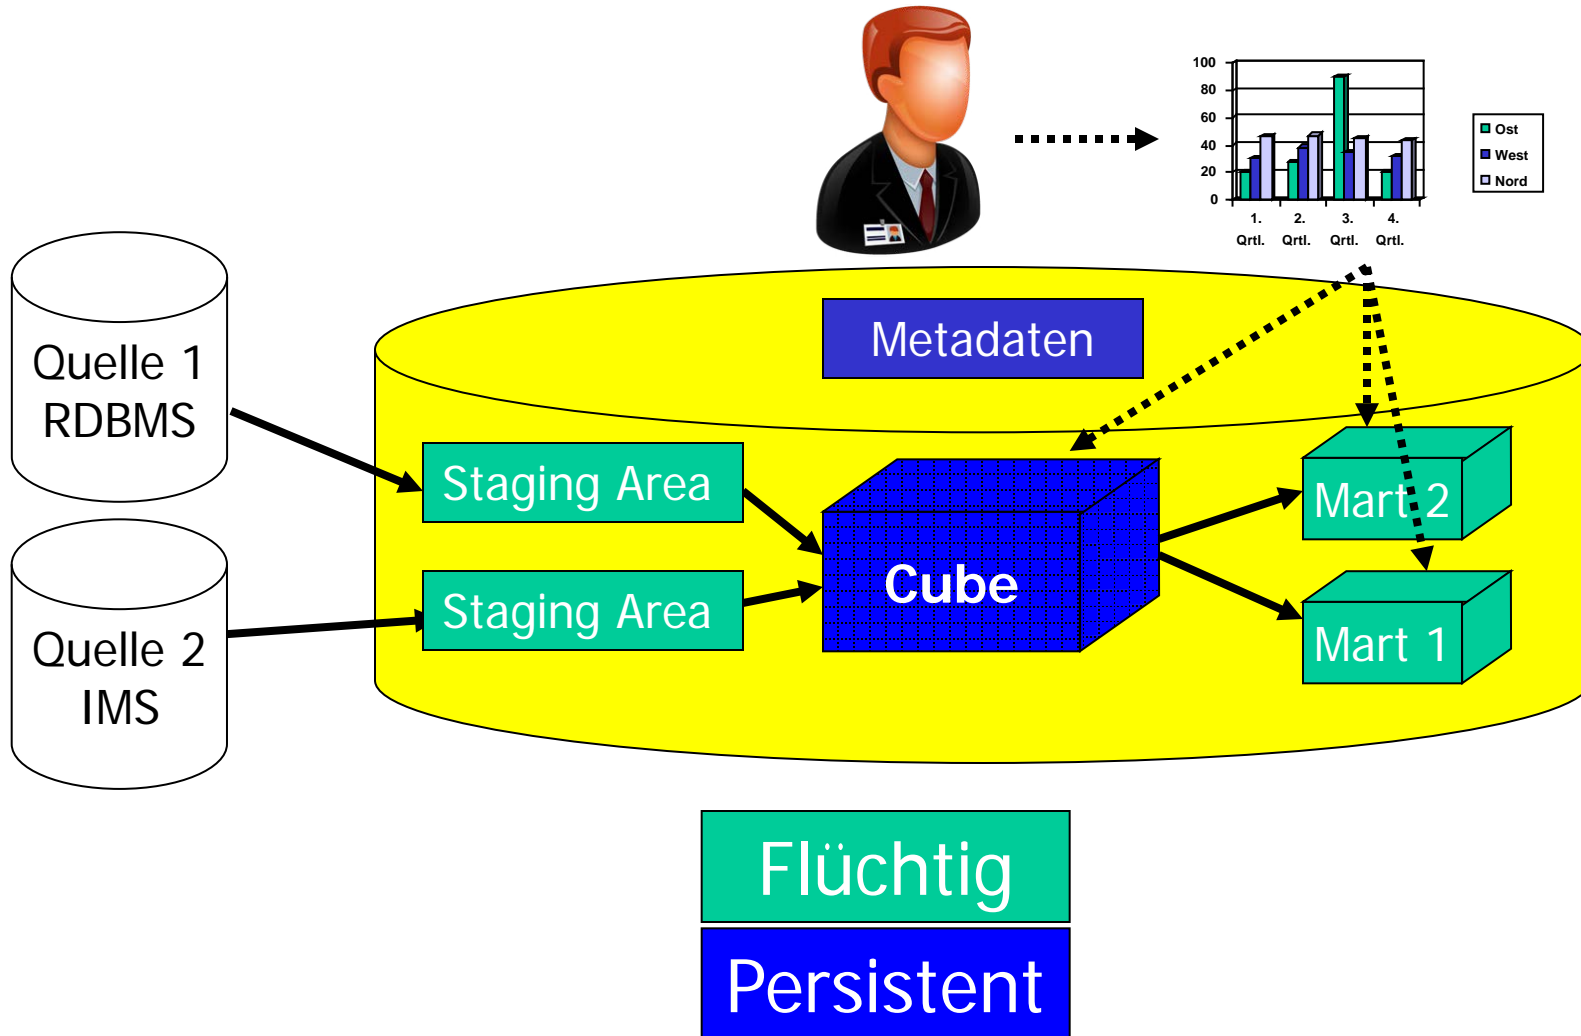 100
80
60
40
20
0
1. Qrtl.
2. Qrtl.
3. Qrtl.
4. Qrtl.
Ost
West
Nord
Metadaten
Quelle 1
RDBMS
Quelle 2
IMS
Staging Area
Staging Area
Cube
Mart 2
Mart 1
Flüchtig
Persistent